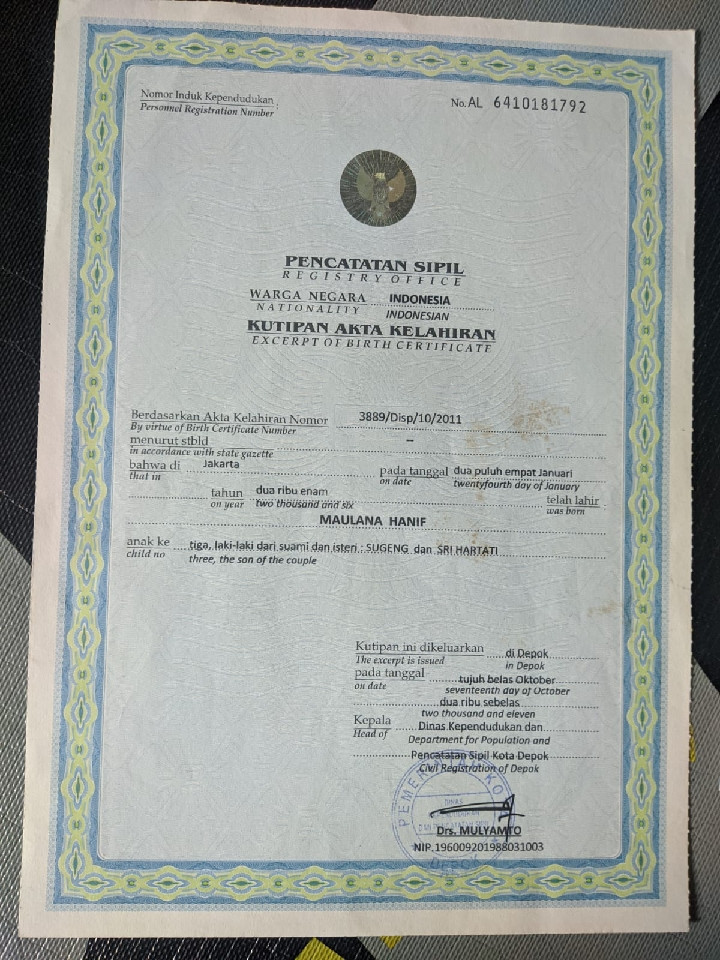 Nomor Induk Kependudukan :
Personnel Registration Number
No. AL 6410181792
PENCATATAN SIPIL
REGISTRY OFFICE
WARGA NEGARA INDONESIA
NATIONALITY INDONESIAN
KUTIPAN AKTA KELAHIRAN
EXCERPT OF BIRTH CERTIFICATE
Berdasarkan Akta Kelahiran Nomor 3889/Disp/10/2011
By virtue of Birth Certificate Number
menurut stbld –
in accordance with state gazette
bahwa di Jakarta pada tanggal dua puluh empat Januari
that in on date twentyfourth day of January
tahun dua ribu enam telah lahir
on year two thousand and six was born
MAULANA HANIF
anak ke tiga, laki-laki dari suami dan isteri : SUGENG dan SRI HARTATI
child no three, the son of the couple
Kutipan ini dikeluarkan di Depok
The excerpt is issued in Depok
pada tanggal tujuh belas Oktober
on date seventeenth day of October
dua ribu sebelas
two thousand and eleven
Kepala Dinas Kependudukan dan
Head of Department for Population and
Pencatatan Sipil Kota Depok
Civil Registration of Depok
Drs. MULYAMTO
NIP.196009201988031003
DEPOK